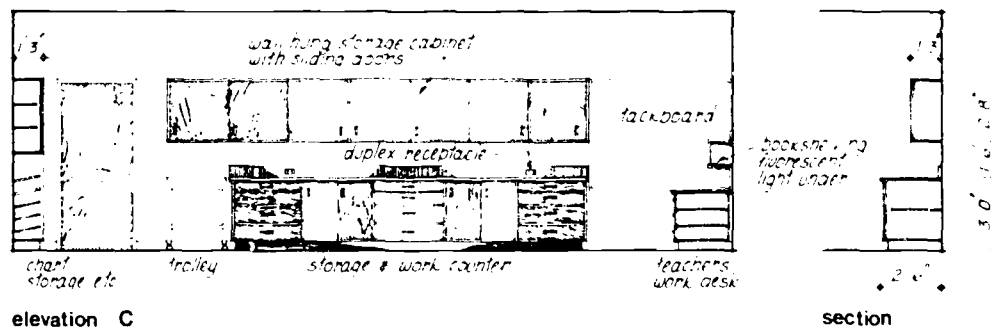 1'3"
wall hung storage cabinet
with sliding doors
1'3"
tackboard
duplex receptacle
bookshelving
fluorescent
light under
3'0"
chart
storage etc
trolley
storage & work counter
teachers
work desk
elevation C
section